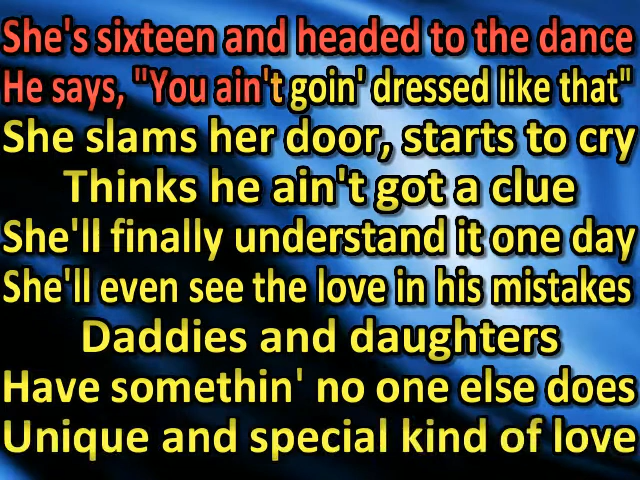 She's sixteen and headed to the dance
He says, "You ain't goin' dressed like that"
She slams her door, starts to cry
Thinks he ain't got a clue
She'll finally understand it one day
She'll even see the love in his mistakes
Daddies and daughters
Have somethin' no one else does
Unique and special kind of love